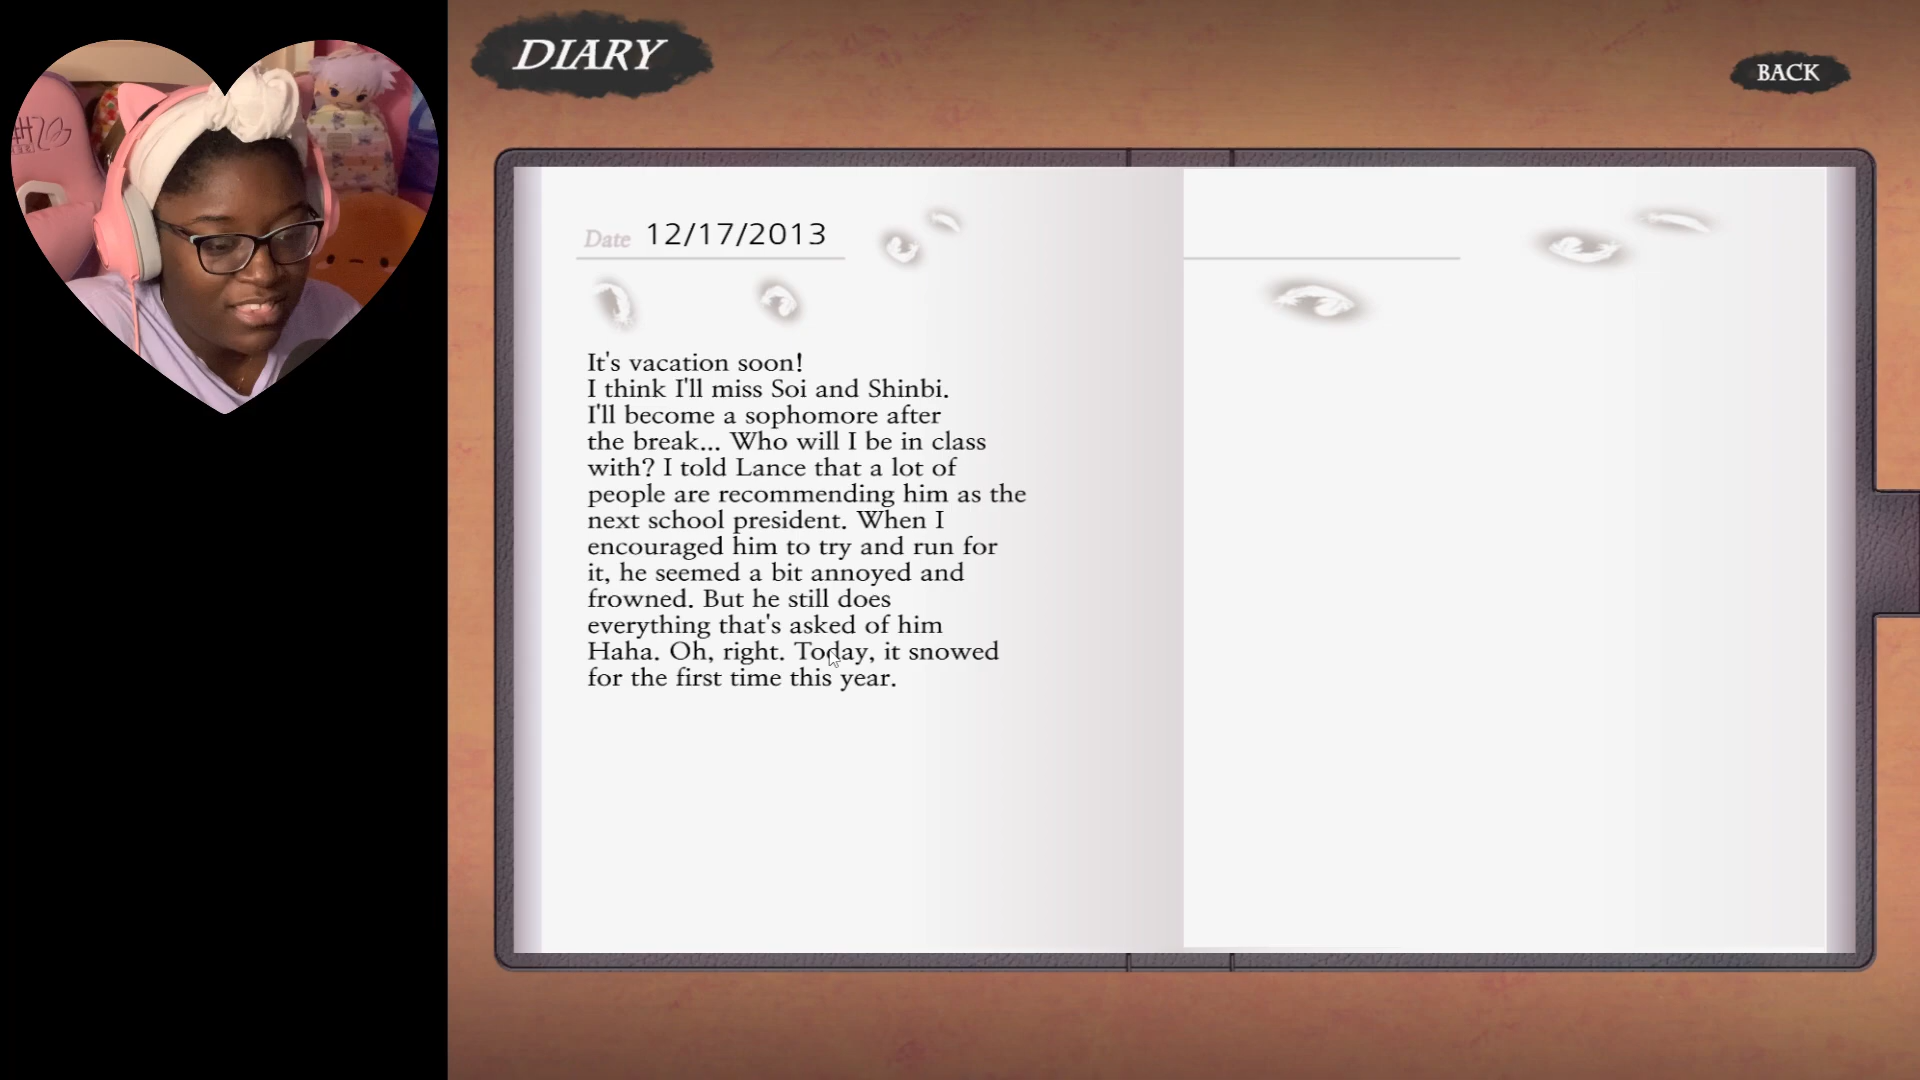 DIARY
BACK
Date 12/17/2013
It's vacation soon!
I think I'll miss Soi and Shinbi.
I'll become a sophomore after
the break... Who will I be in class
with? I told Lance that a lot of
people are recommending him as the
next school president. When I
encouraged him to try and run for
it, he seemed a bit annoyed and
frowned. But he still does
everything that's asked of him
Haha. Oh, right. Today, it snowed
for the first time this year.